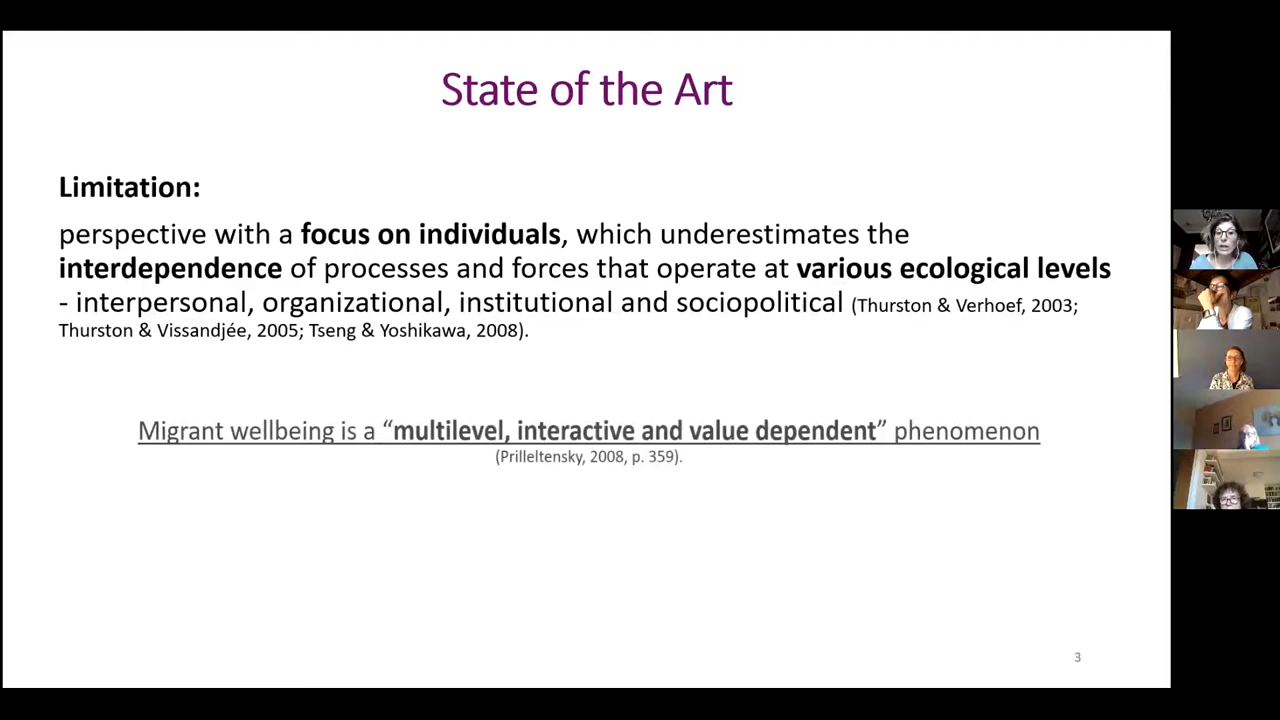 State of the Art
Limitation:
perspective with a focus on individuals, which underestimates the
interdependence of processes and forces that operate at various ecological levels
- interpersonal, organizational, institutional and sociopolitical (Thurston & Verhoef, 2003;
Thurston & Vissandjée, 2005; Tseng & Yoshikawa, 2008).
Migrant wellbeing is a “multilevel, interactive and value dependent” phenomenon
(Prilleltensky, 2008, p. 359).
3